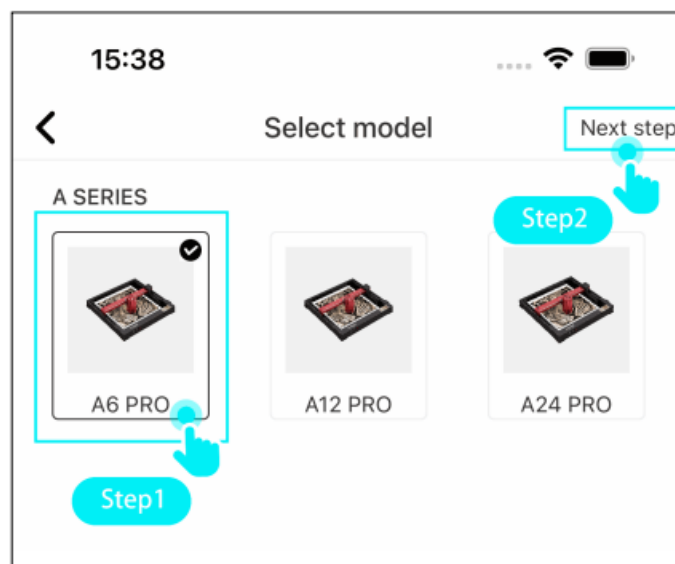 15:38
Select model
Next step
A SERIES
Step2
A6 PRO
A12 PRO
A24 PRO
Step1